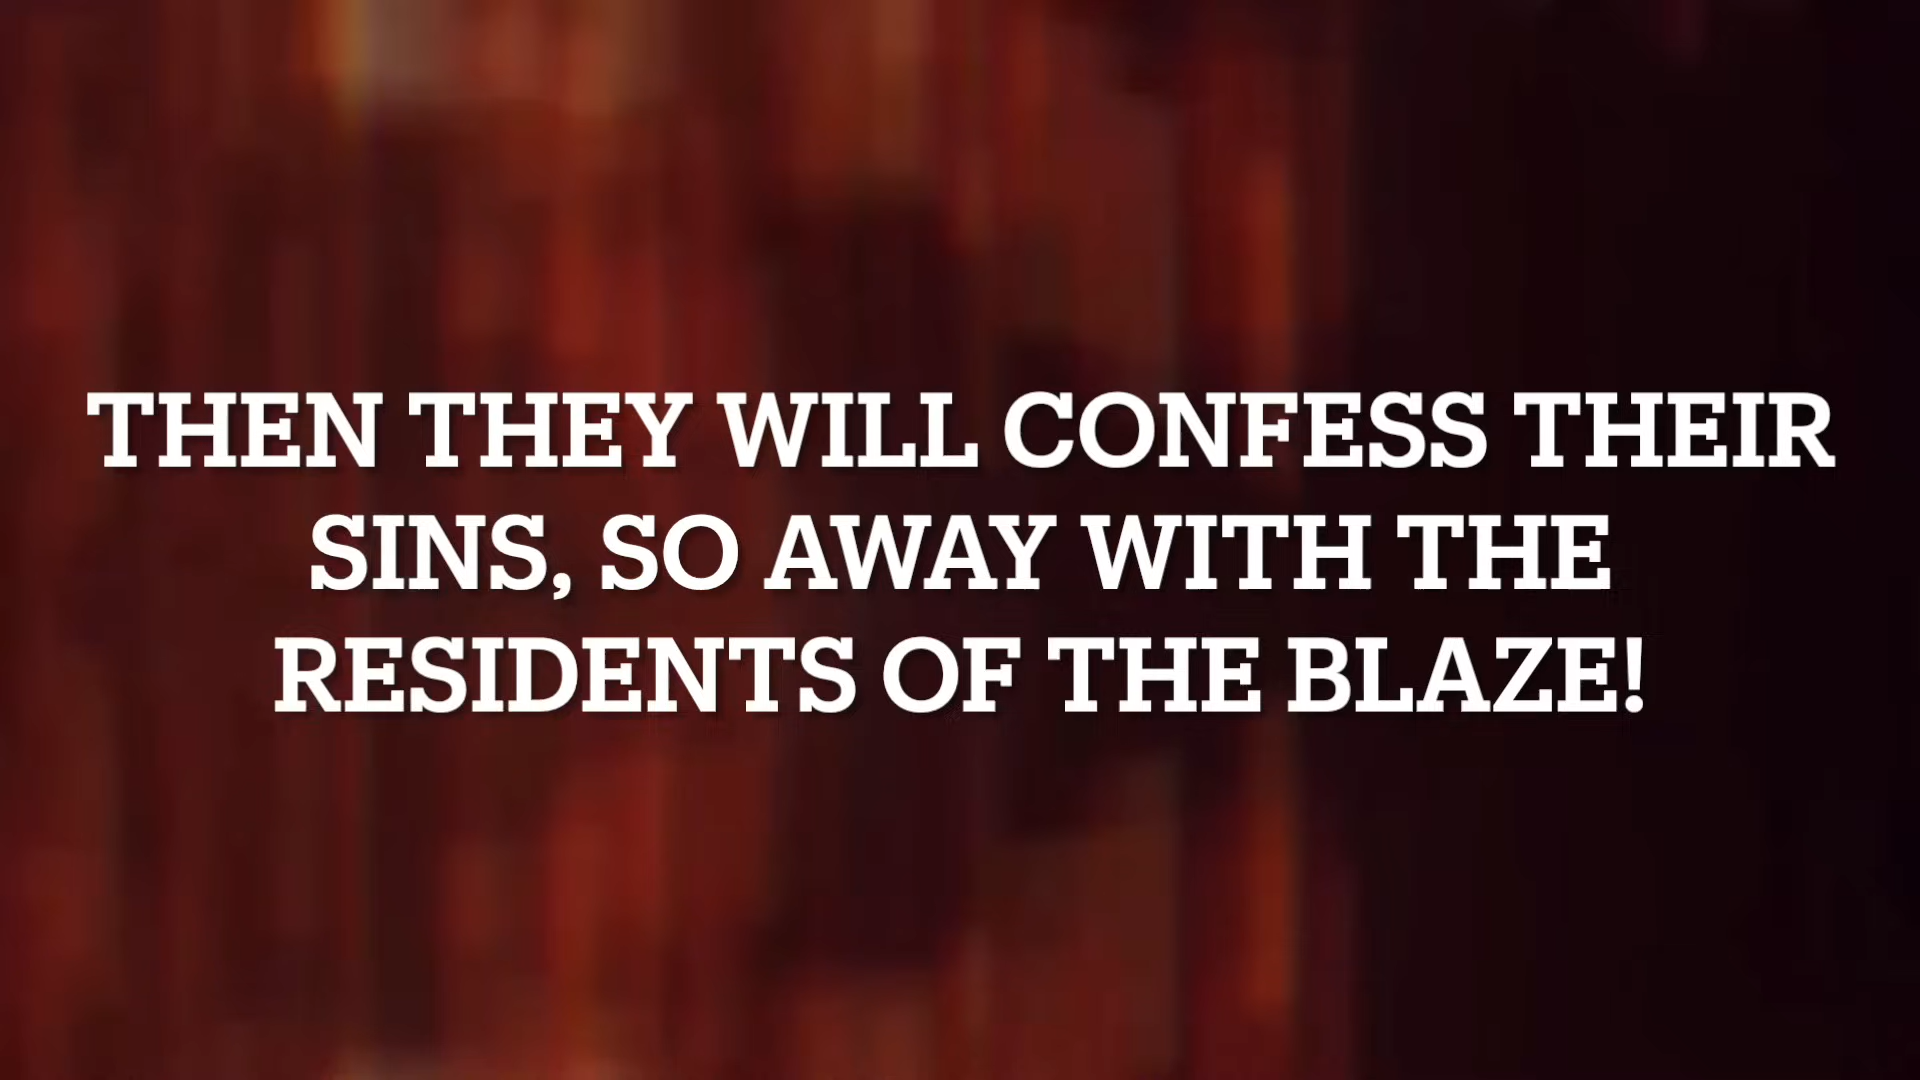 THEN THEY WILL CONFESS THEIR
SINS, SO AWAY WITH THE
RESIDENTS OF THE BLAZE!